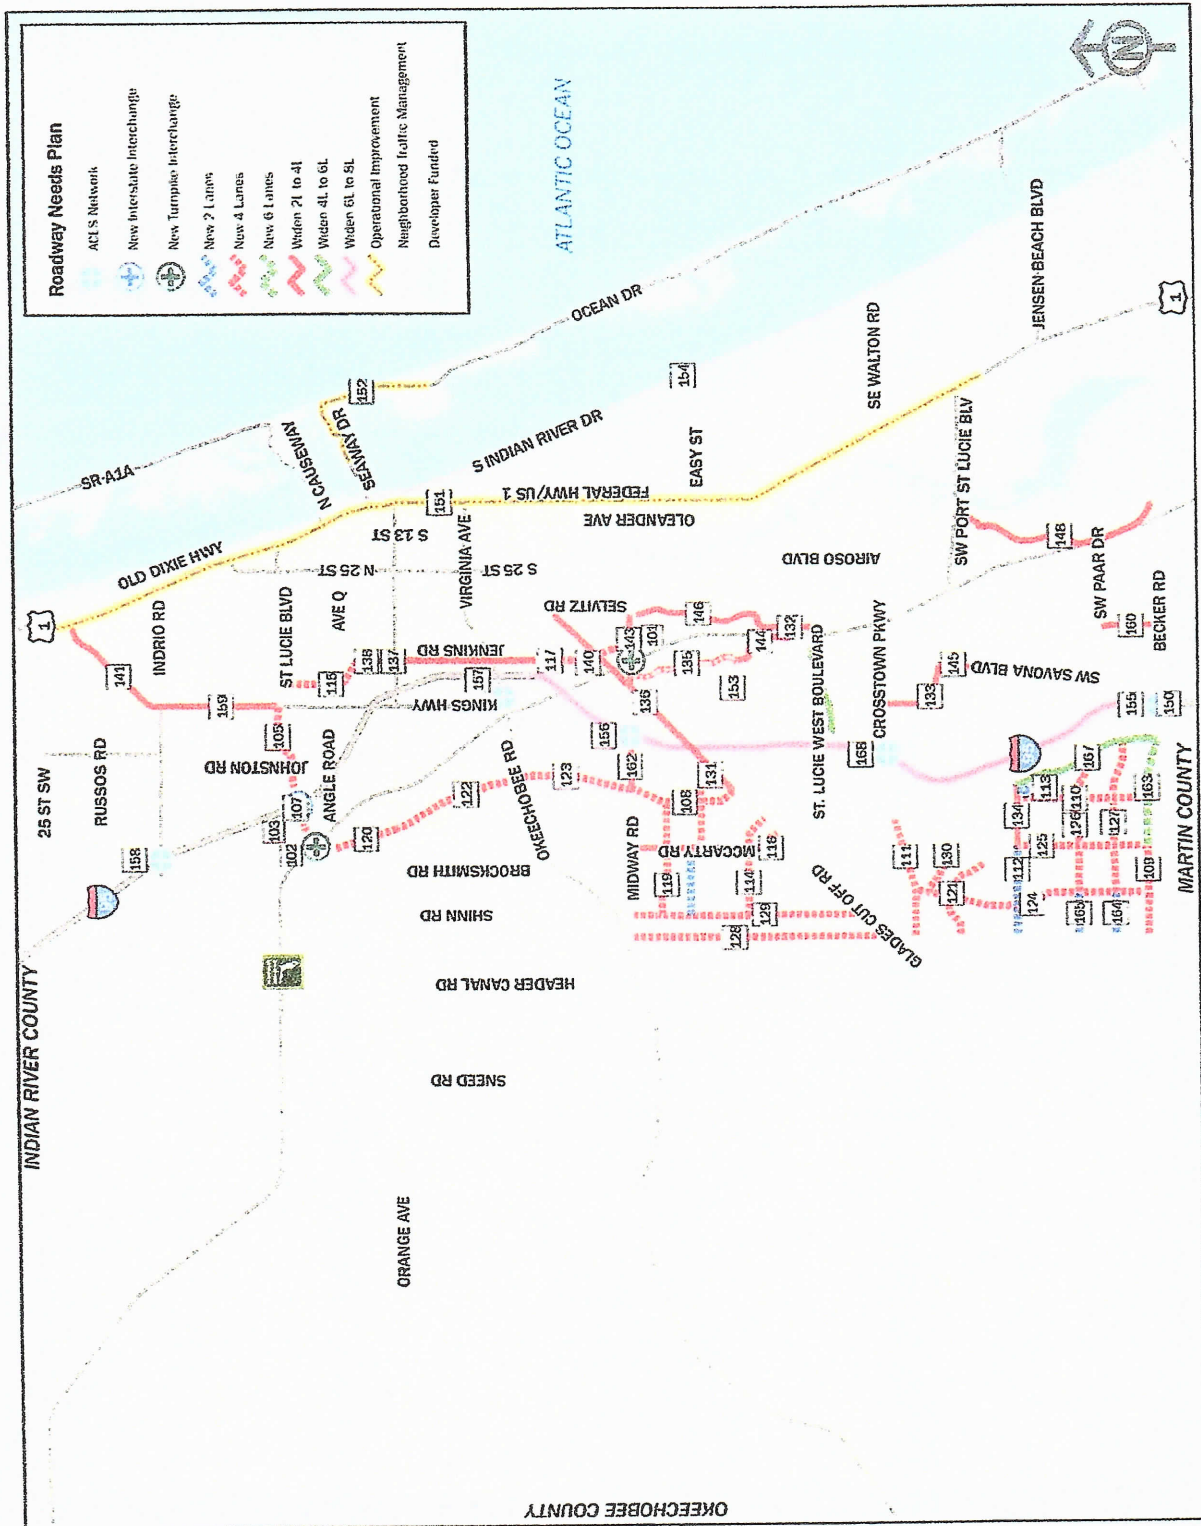 Roadway Needs Plan
New Interstate Interchange
New Turnpike Interchange
New 2 Lanes
New 4 Lanes
New 6 Lanes
Widen 2L to 4L
Widen 4L to 6L
Widen 6L to 8L
Operational Improvement
Neighborhood Traffic Management
Developer Funded
N
INDIAN RIVER COUNTY
ATLANTIC OCEAN
OKEECHOBEE COUNTY
MARTIN COUNTY
25 ST SW
RUSSOS RD
INDRIO RD
OLD DIXIE HWY
SR-A1A
N CAUSEWAY
SEAWAY DR
OCEAN DR
JOHNSTON RD
ST LUCIE BLVD
ANGLE ROAD
AVE Q
N 25 ST
S 13 ST
ORANGE AVE
KINGS HWY
JENKINS RD
VIRGINIA AVE
S 25 ST
S INDIAN RIVER DR
FEDERAL HWY/US 1
OLEANDER AVE
SNEED RD
HEADER CANAL RD
SHINN RD
BROCKSMITH RD
OKEECHOBEE RD
SELVITZ RD
EASY ST
MIDWAY RD
MCCARTY RD
GLADES CUT OFF RD
ST. LUCIE WEST BOULEVARD
CROSSTOWN PKWY
AIROSO BLVD
SE WALTON RD
SW PORT ST LUCIE BLV
JENSEN BEACH BLVD
SW SAVONA BLVD
SW PAAR DR
BECKER RD
1
1
158
141
159
105
103
107
102
120
122
123
138
137
157
117
140
143
101
146
144
132
135
136
153
156
162
131
108
119
114
129
128
111
130
121
168
133
145
148
160
155
150
167
113
134
110
163
126
127
125
112
124
165
164
109
151
152
154